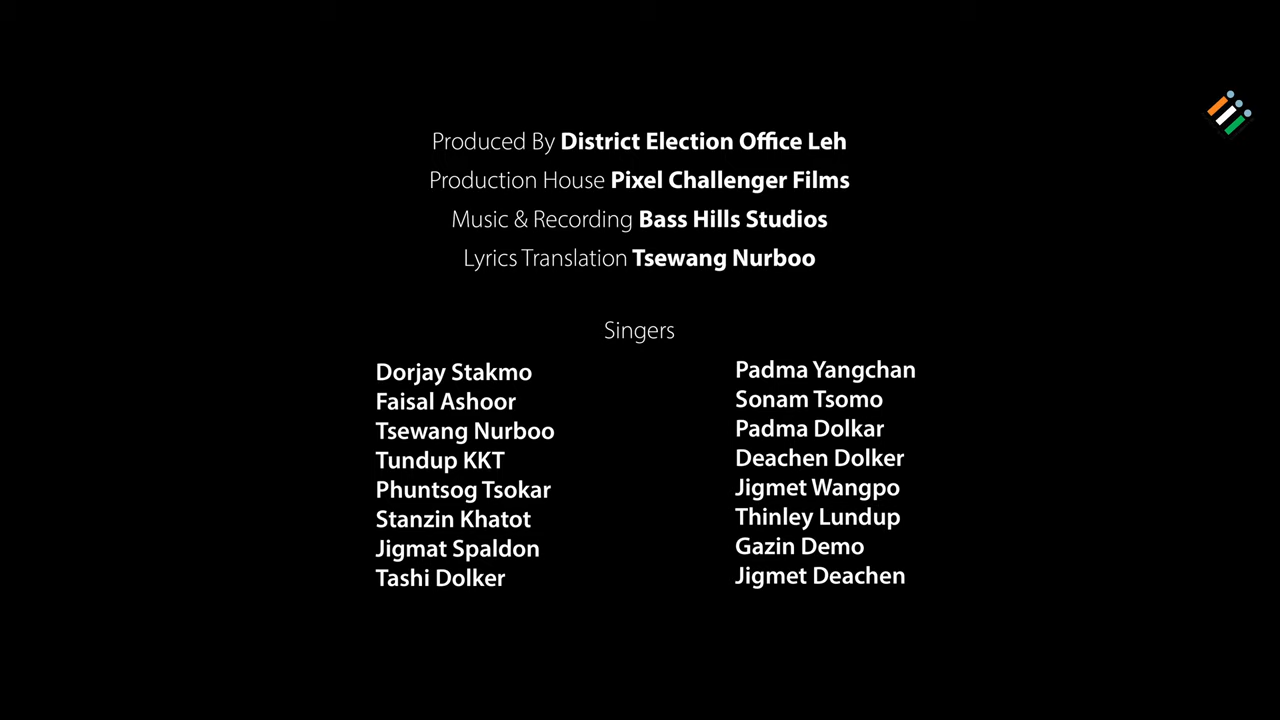 Produced By District Election Office Leh
Production House Pixel Challenger Films
Music & Recording Bass Hills Studios
Lyrics Translation Tsewang Nurboo
Singers
Dorjay Stakmo
Faisal Ashoor
Tsewang Nurboo
Tundup KKT
Phuntsog Tsokar
Stanzin Khatot
Jigmat Spaldon
Tashi Dolker
Padma Yangchan
Sonam Tsomo
Padma Dolkar
Deachen Dolker
Jigmet Wangpo
Thinley Lundup
Gazin Demo
Jigmet Deachen